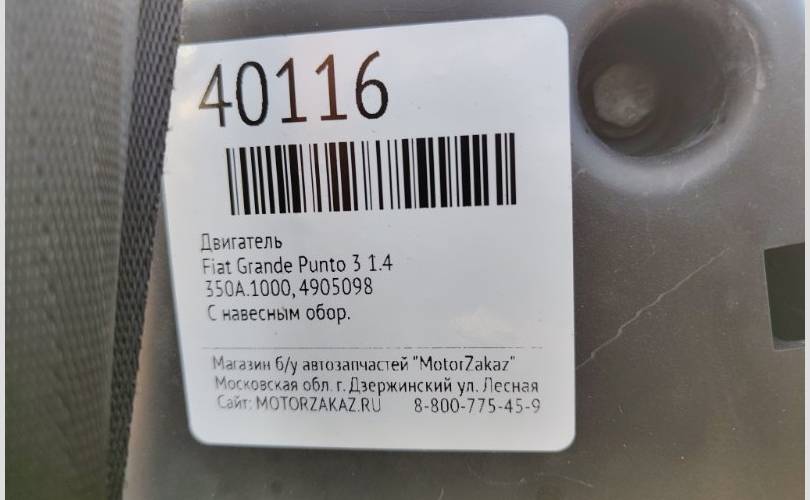 40116
Двигатель
Fiat Grande Punto 3 1.4
350A.1000, 4905098
С навесным обор.
Магазин б/у автозапчастей "MotorZakaz"
Московская обл. г. Дзержинский ул. Лесная
Сайт: MOTORZAKAZ.RU 8-800-775-45-9